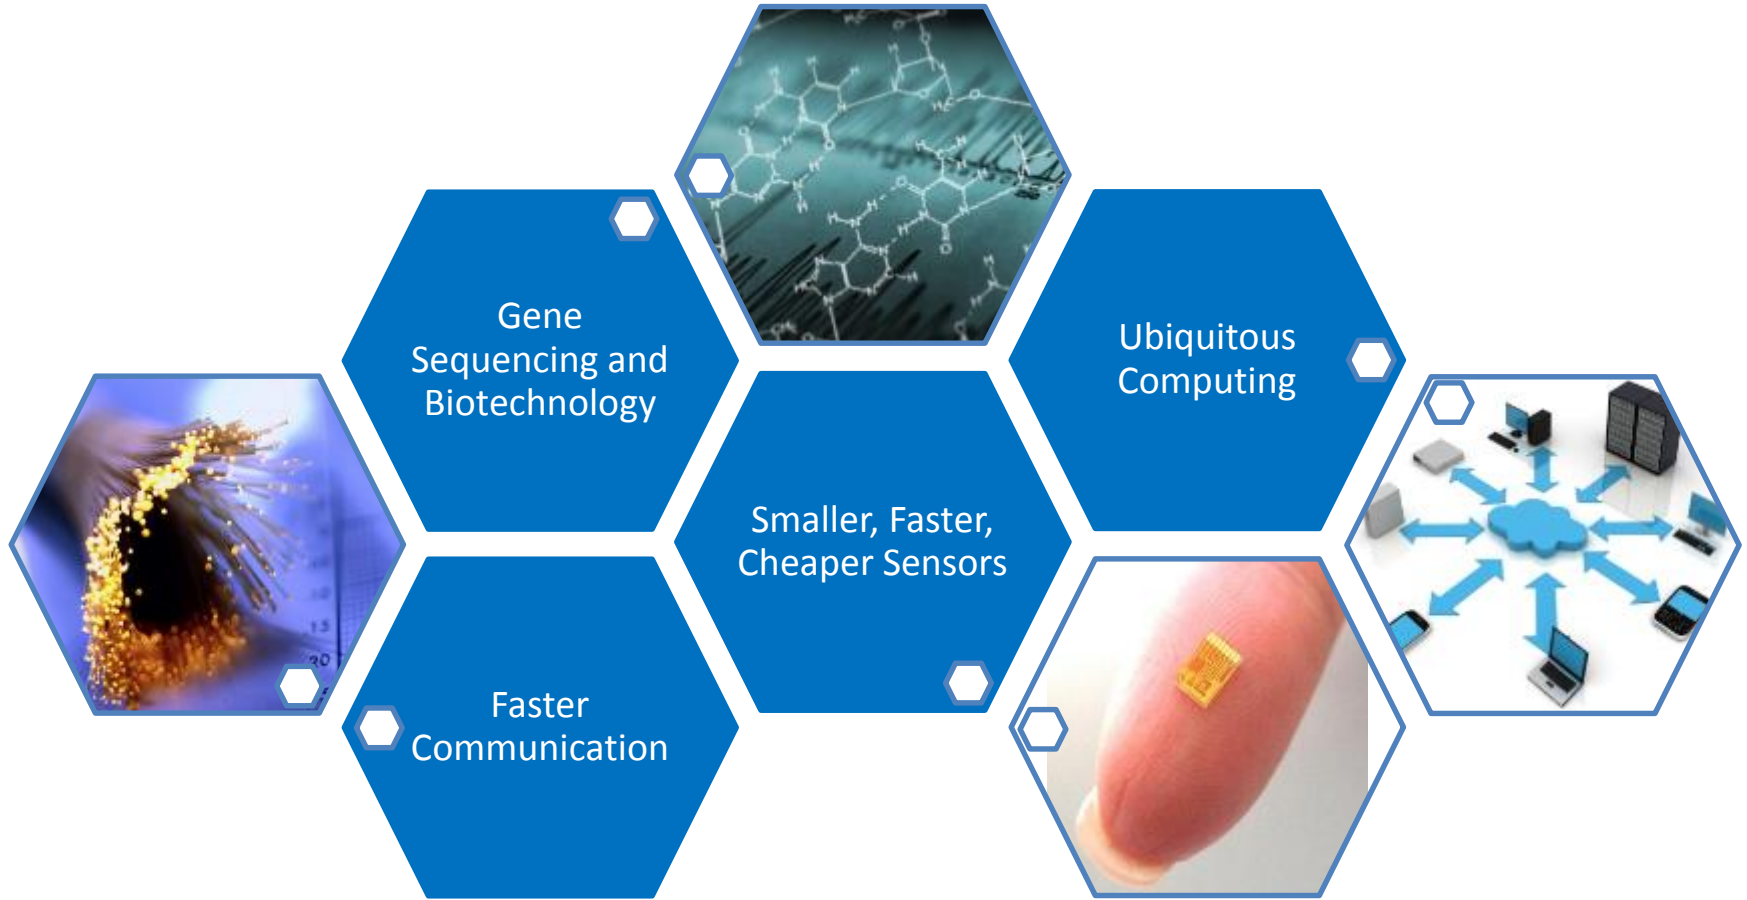 Gene
Sequencing and
Biotechnology
Ubiquitous
Computing
Smaller, Faster,
Cheaper Sensors
Faster
Communication